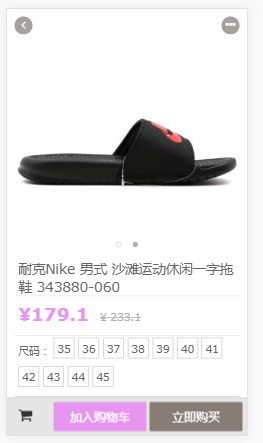 耐克Nike 男式 沙滩运动休闲一字拖
鞋 343880-060
¥179.1 ¥ 233.1
尺码： 35 36 37 38 39 40 41
42 43 44 45
加入购物车 立即购买